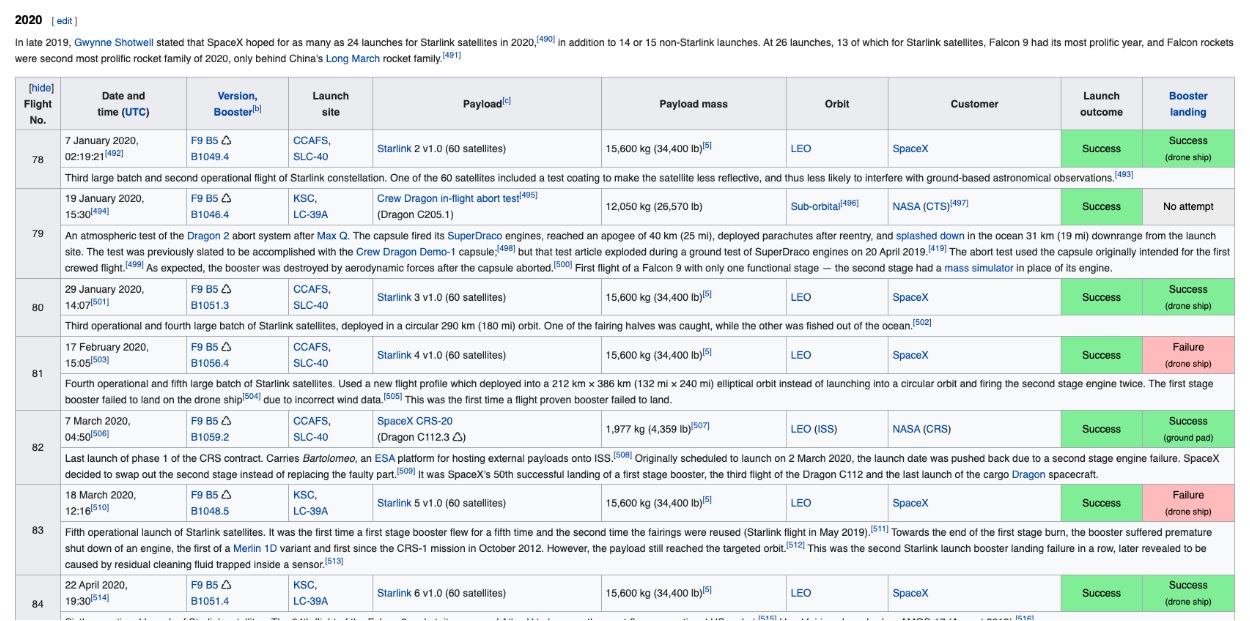 2020 [ edit ]
In late 2019, Gwynne Shotwell stated that SpaceX hoped for as many as 24 launches for Starlink satellites in 2020,[490] in addition to 14 or 15 non-Starlink launches. At 26 launches, 13 of which for Starlink satellites, Falcon 9 had its most prolific year, and Falcon rockets
were second most prolific rocket family of 2020, only behind China's Long March rocket family.[491]
[hide]
Flight
No.
Date and
time (UTC)
Version,
Booster[b]
Launch
site
Payload[c]
Payload mass
Orbit
Customer
Launch
outcome
Booster
landing
78
7 January 2020,
02:19:21[492]
F9 B5 ♺
B1049.4
CCAFS,
SLC-40
Starlink 2 v1.0 (60 satellites)
15,600 kg (34,400 lb)[5]
LEO
SpaceX
Success
Success
(drone ship)
Third large batch and second operational flight of Starlink constellation. One of the 60 satellites included a test coating to make the satellite less reflective, and thus less likely to interfere with ground-based astronomical observations.[493]
79
19 January 2020,
15:30[494]
F9 B5 ♺
B1046.4
KSC,
LC-39A
Crew Dragon in-flight abort test[495]
(Dragon C205.1)
12,050 kg (26,570 lb)
Sub-orbital[496]
NASA (CTS)[497]
Success
No attempt
An atmospheric test of the Dragon 2 abort system after Max Q. The capsule fired its SuperDraco engines, reached an apogee of 40 km (25 mi), deployed parachutes after reentry, and splashed down in the ocean 31 km (19 mi) downrange from the launch
site. The test was previously slated to be accomplished with the Crew Dragon Demo-1 capsule;[498] but that test article exploded during a ground test of SuperDraco engines on 20 April 2019.[419] The abort test used the capsule originally intended for the first
crewed flight.[499] As expected, the booster was destroyed by aerodynamic forces after the capsule aborted.[500] First flight of a Falcon 9 with only one functional stage — the second stage had a mass simulator in place of its engine.
80
29 January 2020,
14:07[501]
F9 B5 ♺
B1051.3
CCAFS,
SLC-40
Starlink 3 v1.0 (60 satellites)
15,600 kg (34,400 lb)[5]
LEO
SpaceX
Success
Success
(drone ship)
Third operational and fourth large batch of Starlink satellites, deployed in a circular 290 km (180 mi) orbit. One of the fairing halves was caught, while the other was fished out of the ocean.[502]
81
17 February 2020,
15:05[503]
F9 B5 ♺
B1056.4
CCAFS,
SLC-40
Starlink 4 v1.0 (60 satellites)
15,600 kg (34,400 lb)[5]
LEO
SpaceX
Success
Failure
(drone ship)
Fourth operational and fifth large batch of Starlink satellites. Used a new flight profile which deployed into a 212 km × 386 km (132 mi × 240 mi) elliptical orbit instead of launching into a circular orbit and firing the second stage engine twice. The first stage
booster failed to land on the drone ship[504] due to incorrect wind data.[505] This was the first time a flight proven booster failed to land.
82
7 March 2020,
04:50[506]
F9 B5 ♺
B1059.2
CCAFS,
SLC-40
SpaceX CRS-20
(Dragon C112.3 ♺)
1,977 kg (4,359 lb)[507]
LEO (ISS)
NASA (CRS)
Success
Success
(ground pad)
Last launch of phase 1 of the CRS contract. Carries Bartolomeo, an ESA platform for hosting external payloads onto ISS.[508] Originally scheduled to launch on 2 March 2020, the launch date was pushed back due to a second stage engine failure. SpaceX
decided to swap out the second stage instead of replacing the faulty part.[509] It was SpaceX's 50th successful landing of a first stage booster, the third flight of the Dragon C112 and the last launch of the cargo Dragon spacecraft.
83
18 March 2020,
12:16[510]
F9 B5 ♺
B1048.5
KSC,
LC-39A
Starlink 5 v1.0 (60 satellites)
15,600 kg (34,400 lb)[5]
LEO
SpaceX
Success
Failure
(drone ship)
Fifth operational launch of Starlink satellites. It was the first time a first stage booster flew for a fifth time and the second time the fairings were reused (Starlink flight in May 2019).[511] Towards the end of the first stage burn, the booster suffered premature
shut down of an engine, the first of a Merlin 1D variant and first since the CRS-1 mission in October 2012. However, the payload still reached the targeted orbit.[512] This was the second Starlink launch booster landing failure in a row, later revealed to be
caused by residual cleaning fluid trapped inside a sensor.[513]
84
22 April 2020,
19:30[514]
F9 B5 ♺
B1051.4
KSC,
LC-39A
Starlink 6 v1.0 (60 satellites)
15,600 kg (34,400 lb)[5]
LEO
SpaceX
Success
Success
(drone ship)